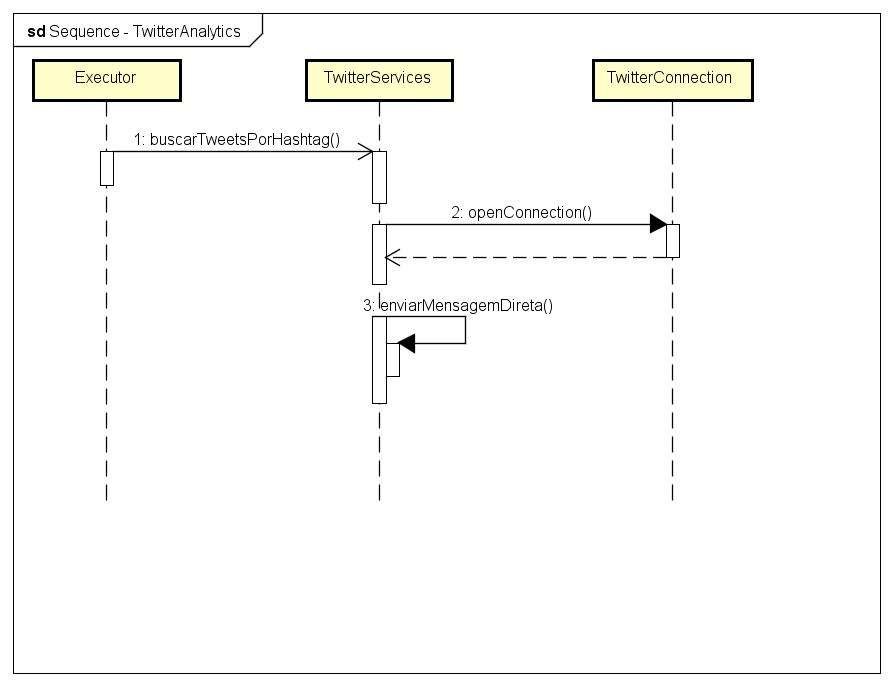 sd Sequence - TwitterAnalytics
Executor
TwitterServices
TwitterConnection
1: buscarTweetsPorHashtag()
2: openConnection()
3: enviarMensagemDireta()